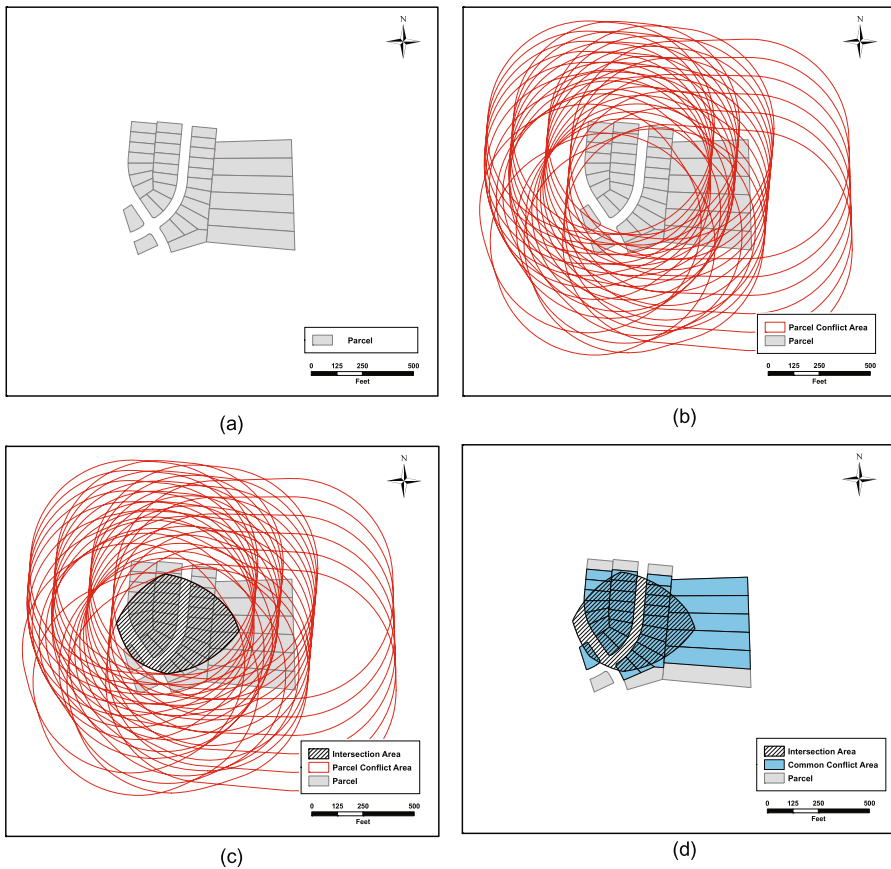 N
Parcel
0 125 250 500
Feet
(a)
N
Parcel Conflict Area
Parcel
0 125 250 500
Feet
(b)
N
Intersection Area
Parcel Conflict Area
Parcel
0 125 250 500
Feet
(c)
N
Intersection Area
Common Conflict Area
Parcel
0 125 250 500
Feet
(d)